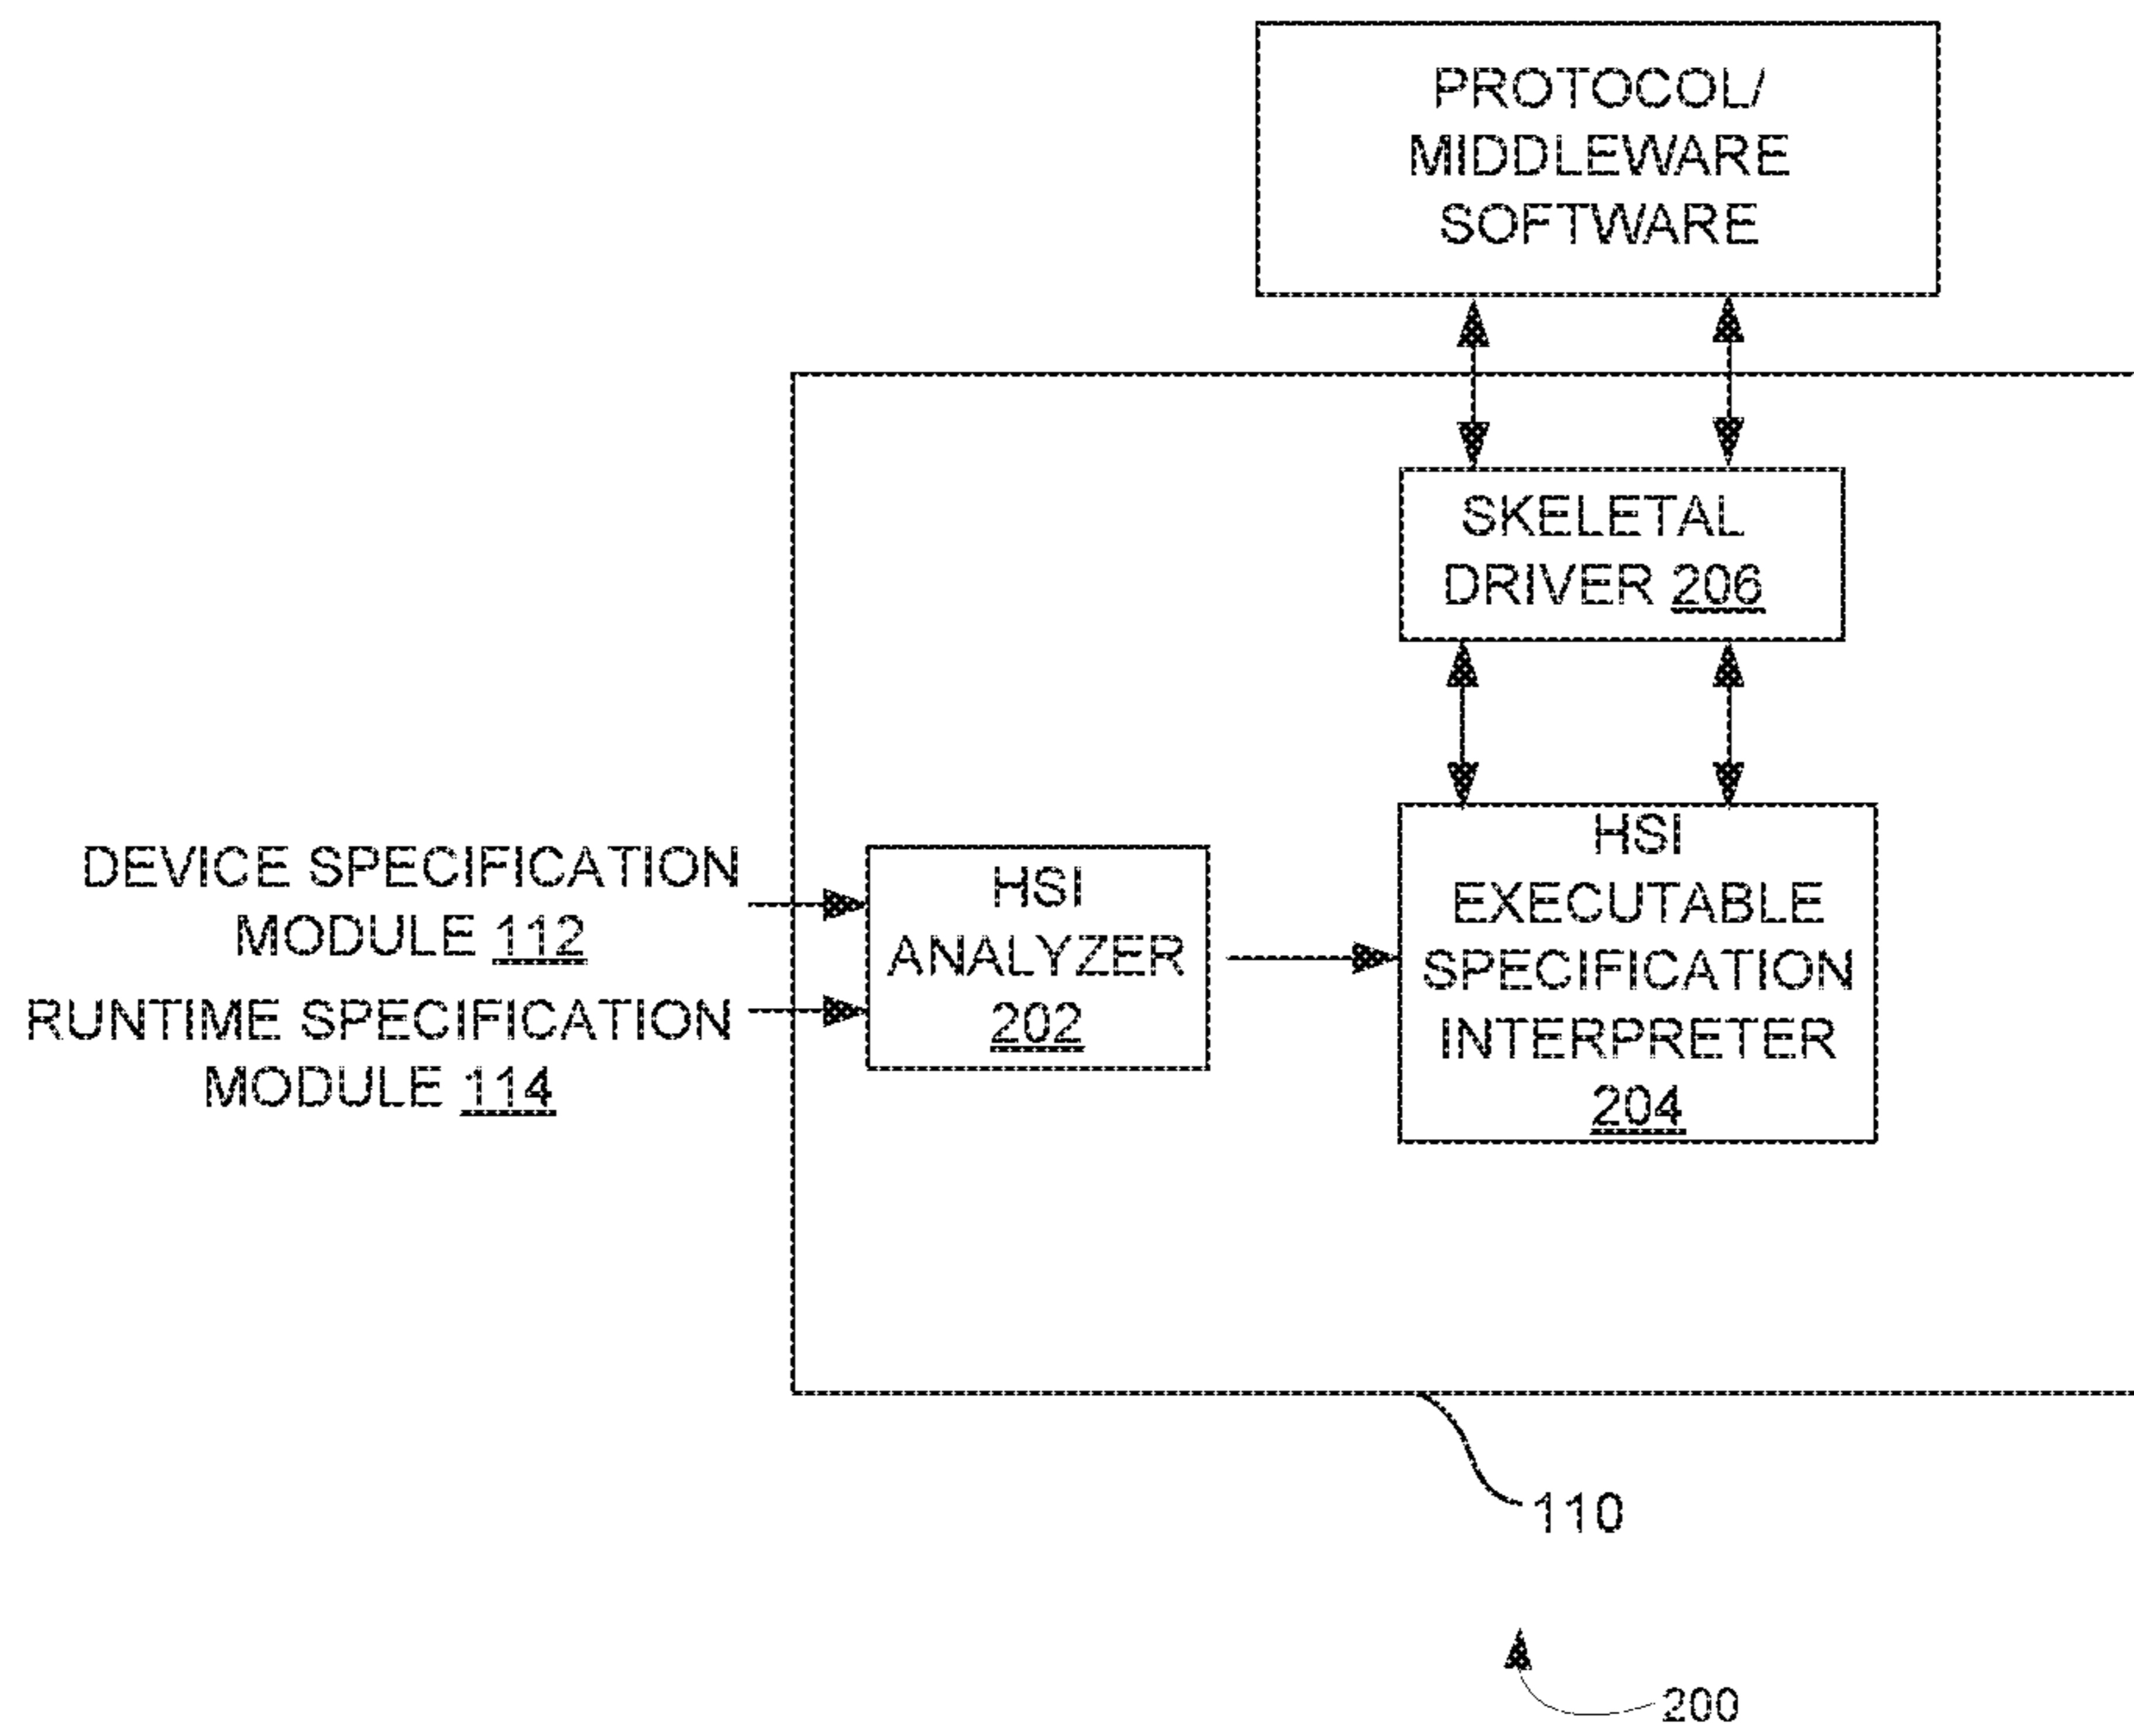 PROTOCOL/
MIDDLEWARE
SOFTWARE
SKELETAL
DRIVER 206
DEVICE SPECIFICATION
MODULE 112
RUNTIME SPECIFICATION
MODULE 114
HSI
ANALYZER
202
HSI
EXECUTABLE
SPECIFICATION
INTERPRETER
204
110
200